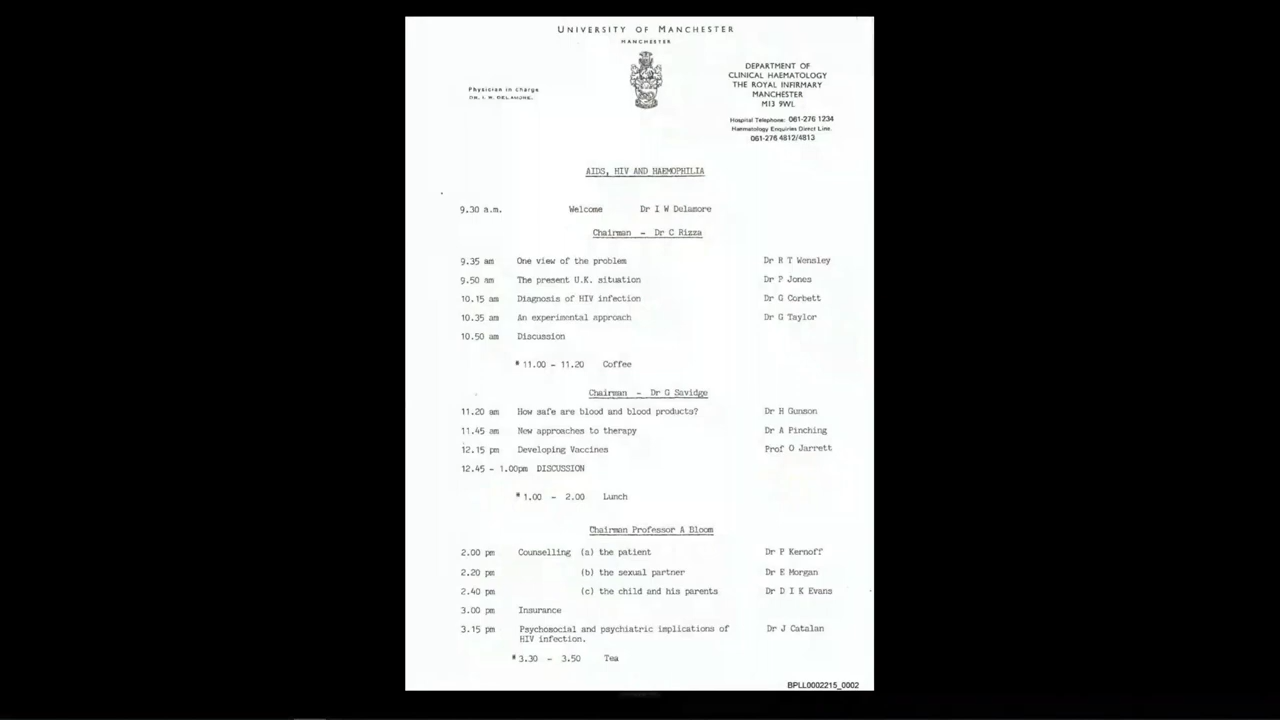 UNIVERSITY OF MANCHESTER
MANCHESTER
Physician in charge
DR. I. W. DELAMORE.
DEPARTMENT OF
CLINICAL HAEMATOLOGY
THE ROYAL INFIRMARY
MANCHESTER
M13 9WL
Hospital Telephone: 061-276 1234
Haematology Enquiries Direct Line.
061-276 4812/4813
AIDS, HIV AND HAEMOPHILIA
9.30 a.m. Welcome Dr I W Delamore
Chairman - Dr C Rizza
9.35 am One view of the problem Dr R T Wensley
9.50 am The present U.K. situation Dr P Jones
10.15 am Diagnosis of HIV infection Dr G Corbett
10.35 am An experimental approach Dr G Taylor
10.50 am Discussion
* 11.00 - 11.20 Coffee
Chairman - Dr G Savidge
11.20 am How safe are blood and blood products? Dr H Gunson
11.45 am New approaches to therapy Dr A Pinching
12.15 pm Developing Vaccines Prof O Jarrett
12.45 - 1.00pm DISCUSSION
* 1.00 - 2.00 Lunch
Chairman Professor A Bloom
2.00 pm Counselling (a) the patient Dr P Kernoff
2.20 pm (b) the sexual partner Dr E Morgan
2.40 pm (c) the child and his parents Dr D I K Evans
3.00 pm Insurance
3.15 pm Psychosocial and psychiatric implications of Dr J Catalan
HIV infection.
* 3.30 - 3.50 Tea
BPLL0002215_0002